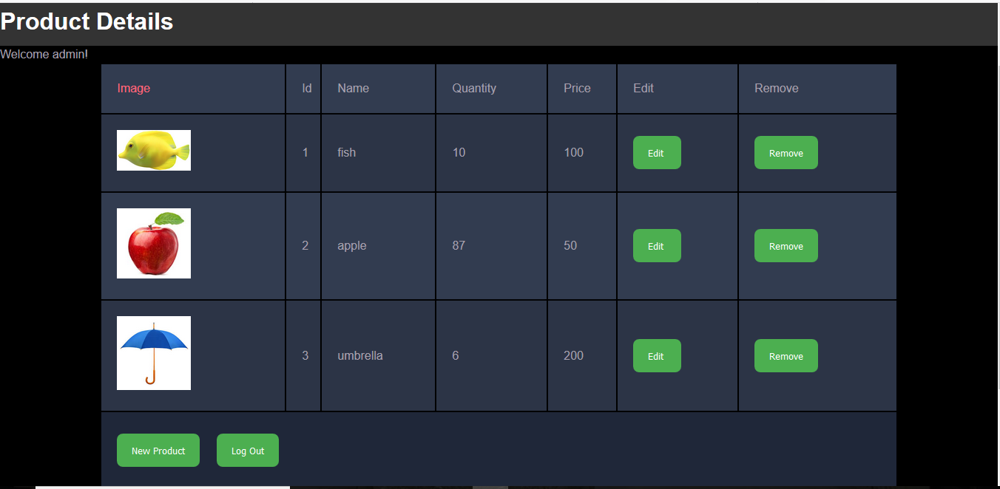 Product Details
Welcome admin!
Image Id Name Quantity Price Edit Remove
1 fish 10 100 Edit Remove
2 apple 87 50 Edit Remove
3 umbrella 6 200 Edit Remove
New Product Log Out